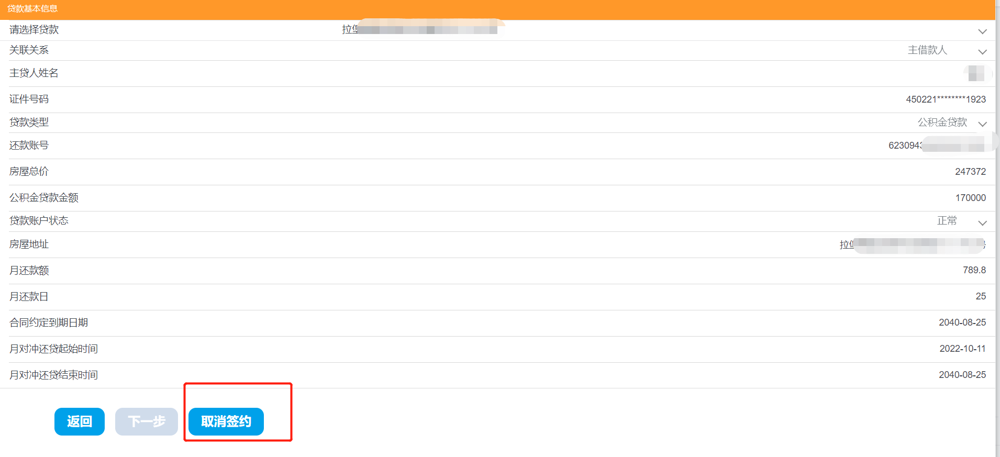 贷款基本信息
请选择贷款 拉堡
关联关系 主借款人
主贷人姓名
证件号码 450221********1923
贷款类型 公积金贷款
还款账号 6230943
房屋总价 247372
公积金贷款金额 170000
贷款账户状态 正常
房屋地址 拉堡
月还款额 789.8
月还款日 25
合同约定到期日期 2040-08-25
月对冲还贷起始时间 2022-10-11
月对冲还贷结束时间 2040-08-25
返回 下一步 取消签约